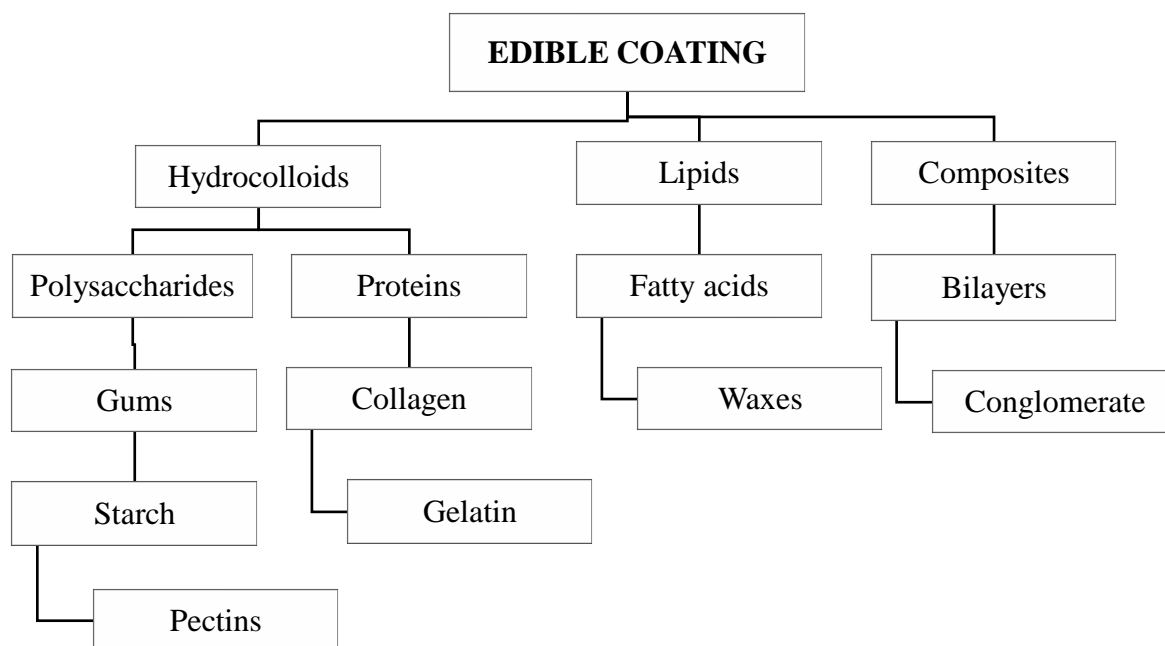 EDIBLE COATING
Hydrocolloids
Lipids
Composites
Polysaccharides
Proteins
Fatty acids
Bilayers
Gums
Collagen
Waxes
Conglomerate
Starch
Gelatin
Pectins